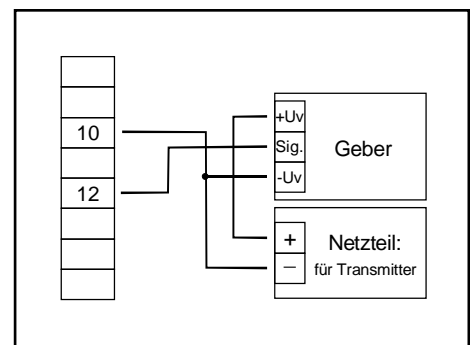 10
12
+Uv
Sig.
-Uv
Geber
+
−
Netzteil:
für Transmitter